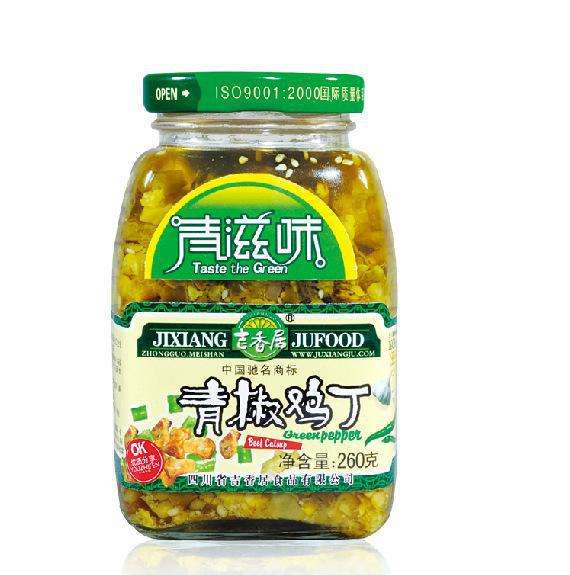 OPEN ➡ ISO9001:2000国际质量体
青滋味
Taste the Green
JIXIANG 吉香居 JUFOOD
ZHONGGUO.MEISHAN WWW.JUXIANGJU.COM
中国驰名商标
青椒鸡丁
Greenpepper
Beef Catsup
OK
净含量:260克
四川省吉香居食品有限公司